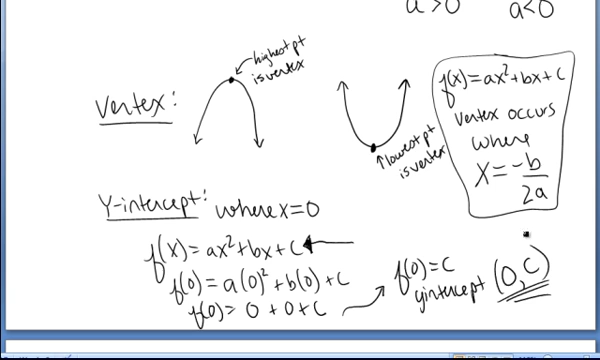 a>0 a<0
highest pt
is vertex
Vertex:
lowest pt
is vertex
f(x)=ax²+bx+c
Vertex occurs
where
x=-b/2a
Y-intercept: where x=0
f(x)=ax²+bx+c
f(0)=a(0)²+b(0)+c
f(0)=0+0+c
f(0)=c
y intercept (0,c)